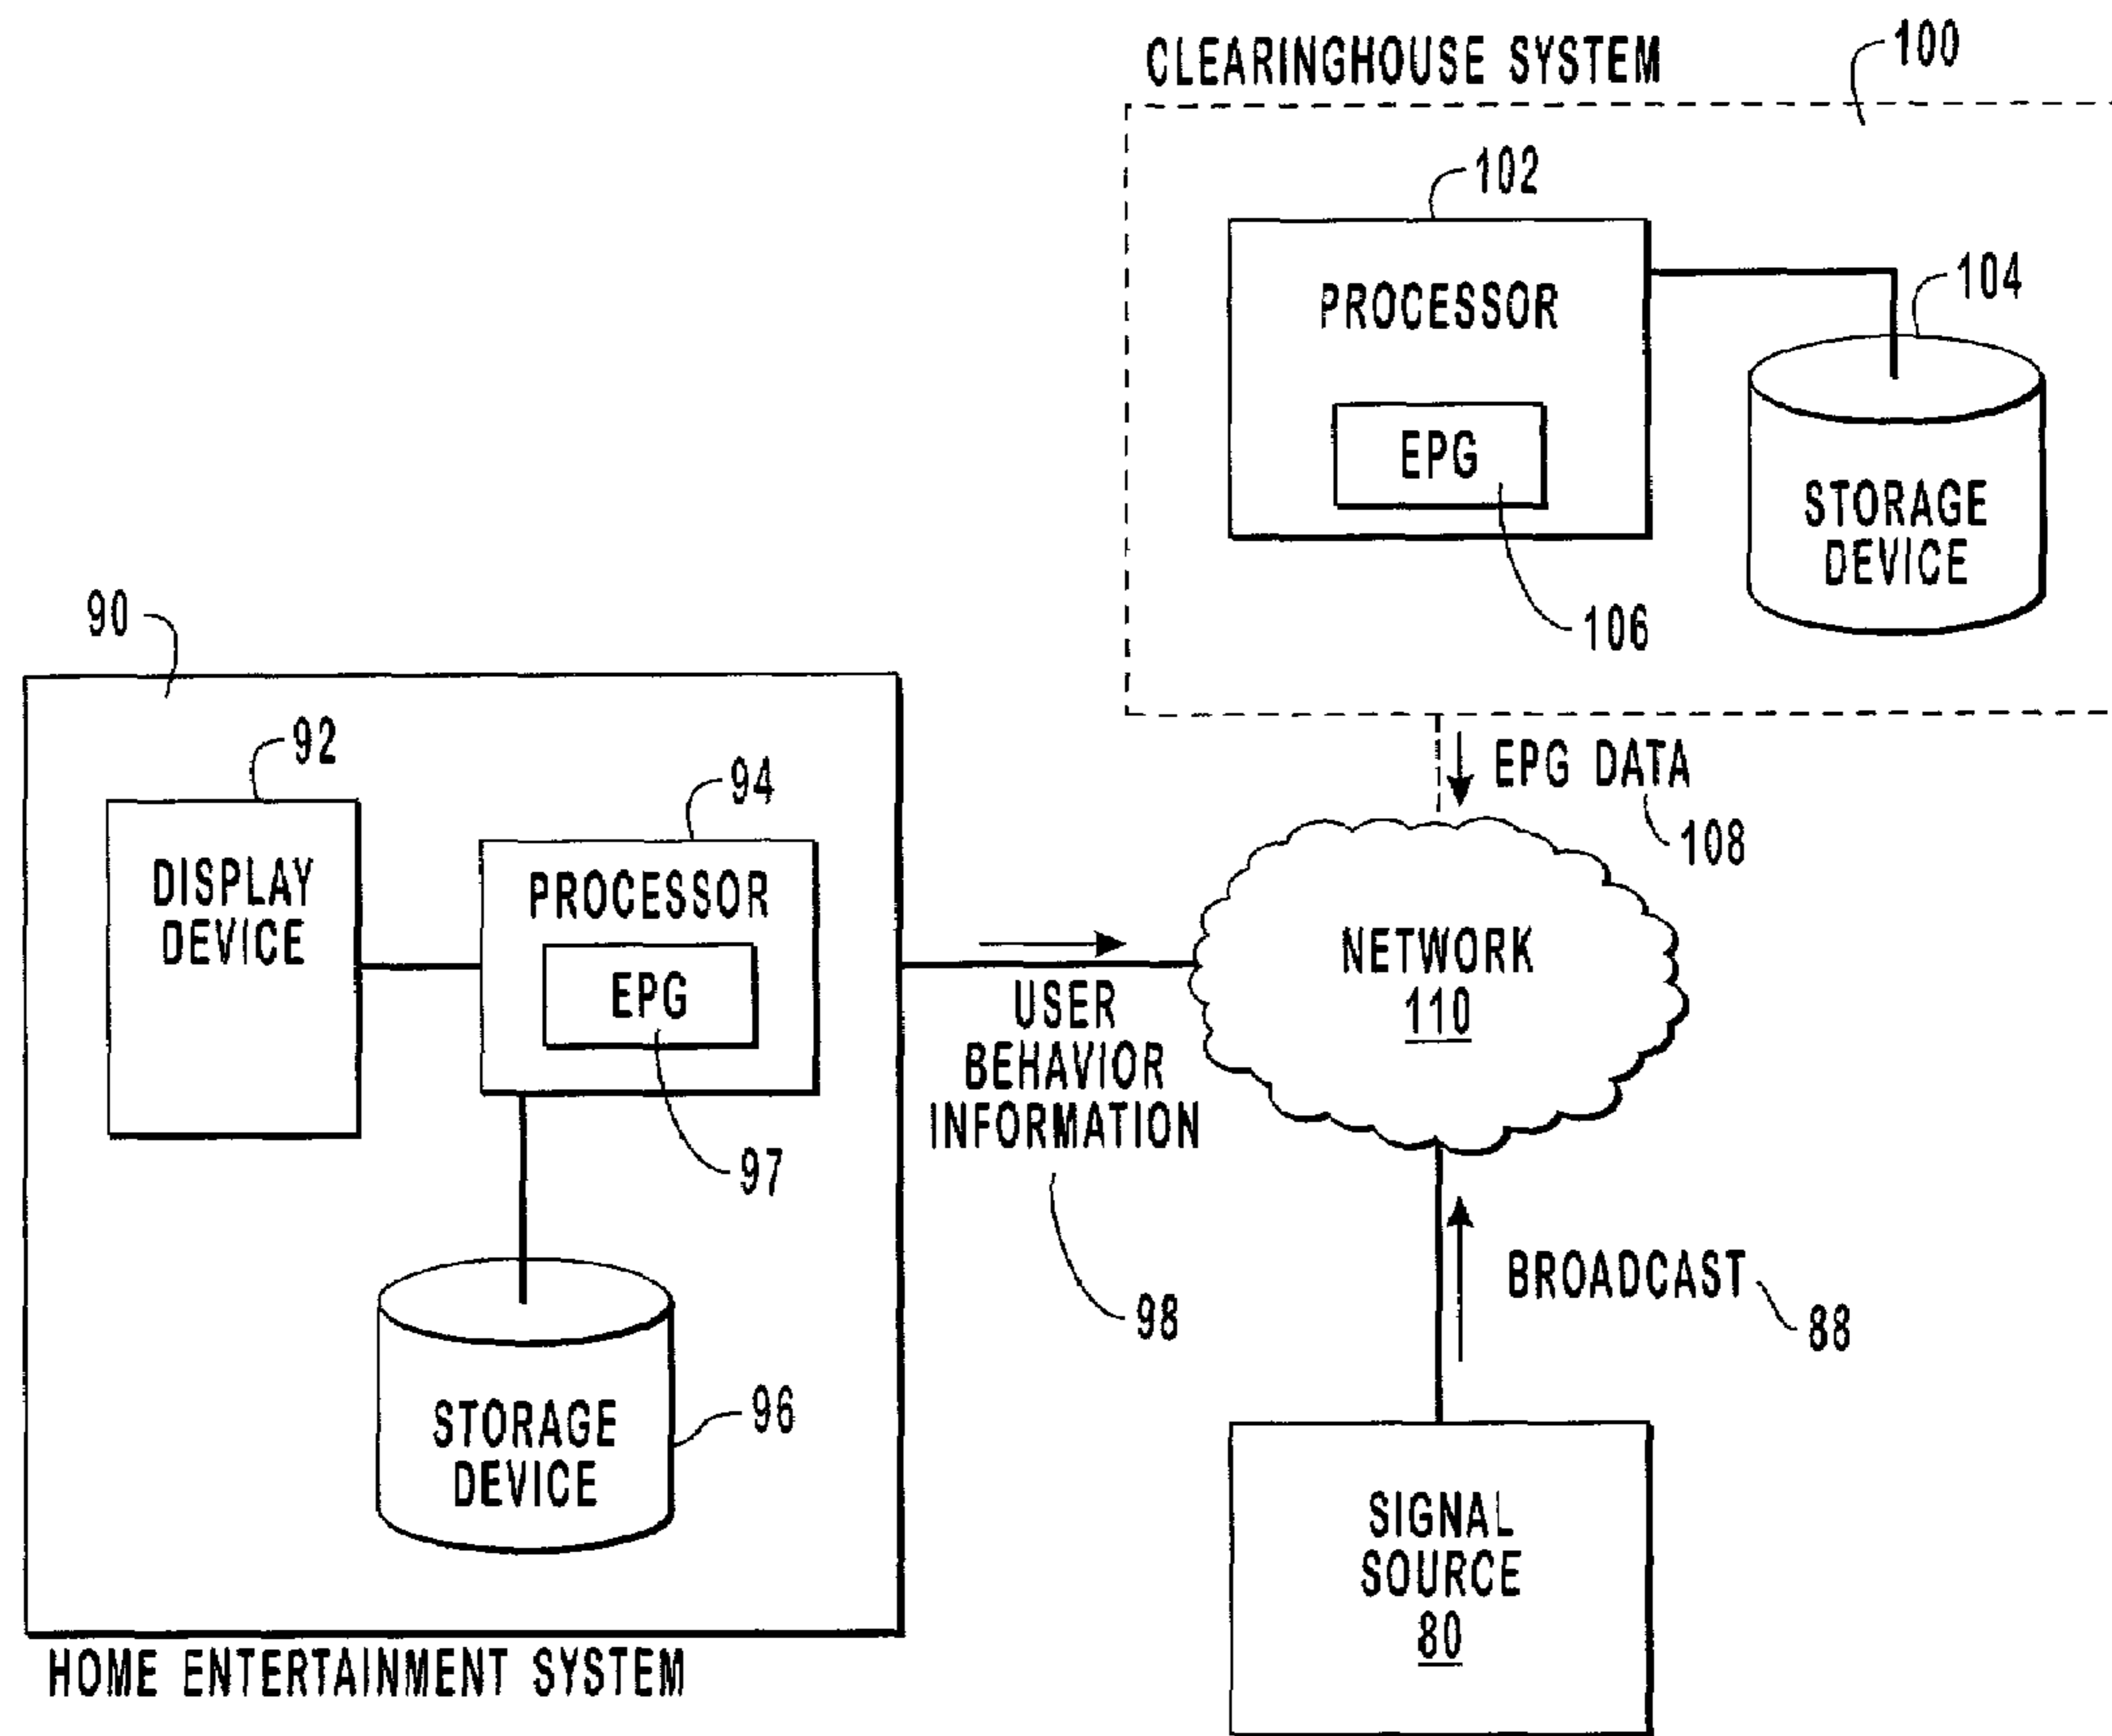 CLEARINGHOUSE SYSTEM
100
102
PROCESSOR
104
EPG
STORAGE
DEVICE
106
90
92
94
DISPLAY
DEVICE
PROCESSOR
EPG
97
STORAGE
DEVICE
96
HOME ENTERTAINMENT SYSTEM
EPG DATA
108
NETWORK
110
USER
BEHAVIOR
INFORMATION
98
BROADCAST
88
SIGNAL
SOURCE
80